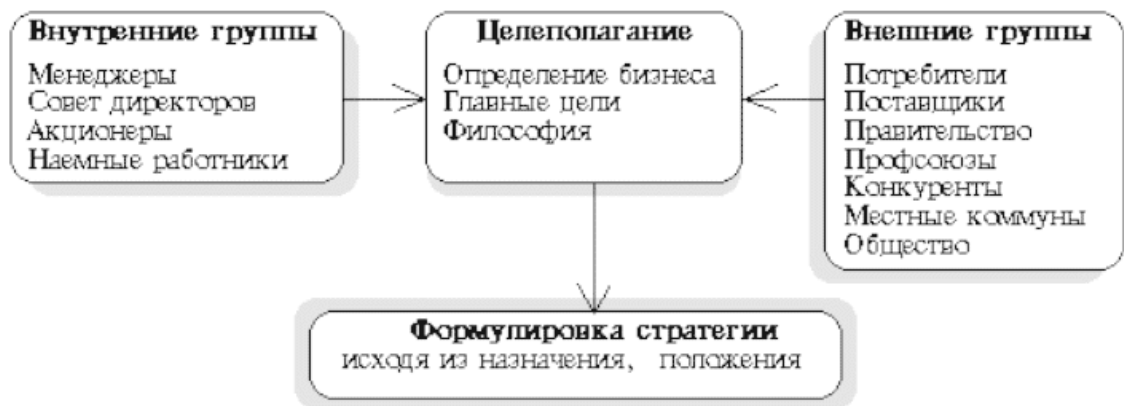 Внутренние группы
Менеджеры
Совет директоров
Акционеры
Наемные работники
Целеполагание
Определение бизнеса
Главные цели
Философия
Внешние группы
Потребители
Поставщики
Правительство
Профсоюзы
Конкуренты
Местные коммуны
Общество
Формулировка стратегии
исходя из назначения, положения